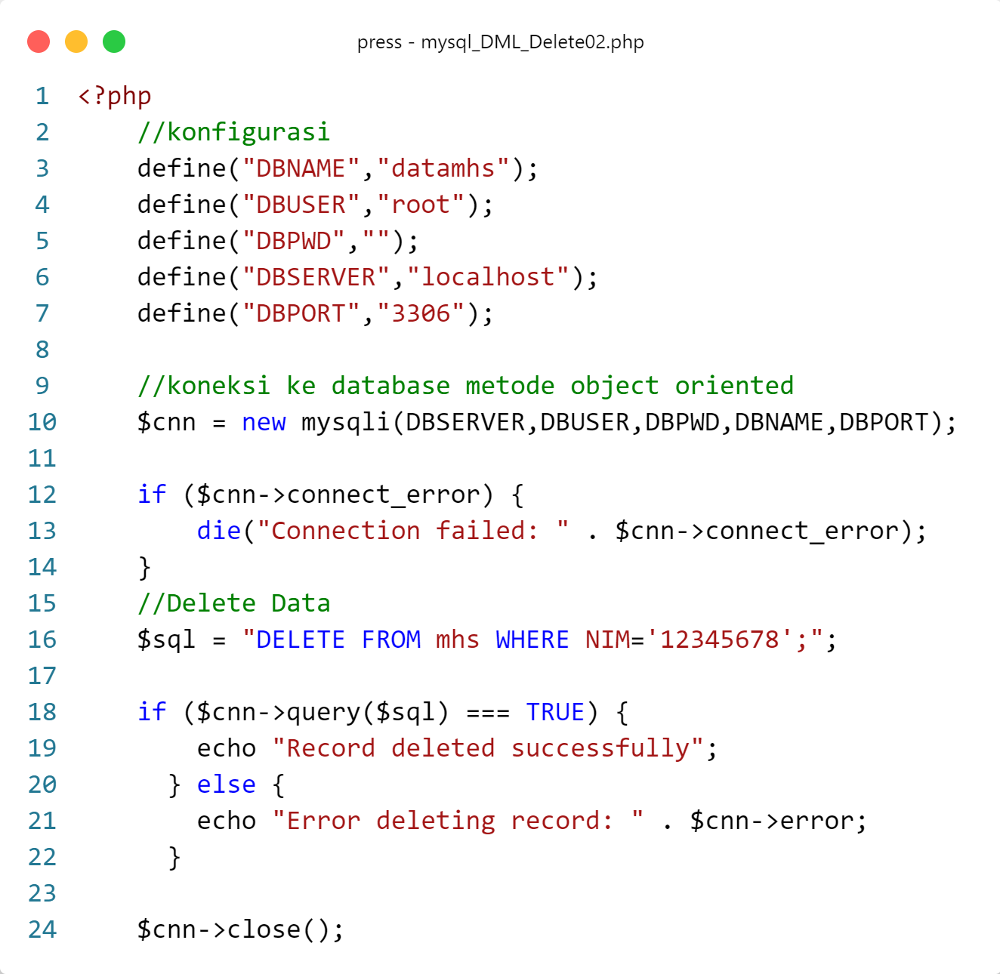 press - mysql_DML_Delete02.php
1 <?php
2     //konfigurasi
3     define("DBNAME","datamhs");
4     define("DBUSER","root");
5     define("DBPWD","");
6     define("DBSERVER","localhost");
7     define("DBPORT","3306");
8
9     //koneksi ke database metode object oriented
10     $cnn = new mysqli(DBSERVER,DBUSER,DBPWD,DBNAME,DBPORT);
11
12     if ($cnn->connect_error) {
13         die("Connection failed: " . $cnn->connect_error);
14     }
15     //Delete Data
16     $sql = "DELETE FROM mhs WHERE NIM='12345678';";
17
18     if ($cnn->query($sql) === TRUE) {
19         echo "Record deleted successfully";
20       } else {
21         echo "Error deleting record: " . $cnn->error;
22       }
23
24     $cnn->close();